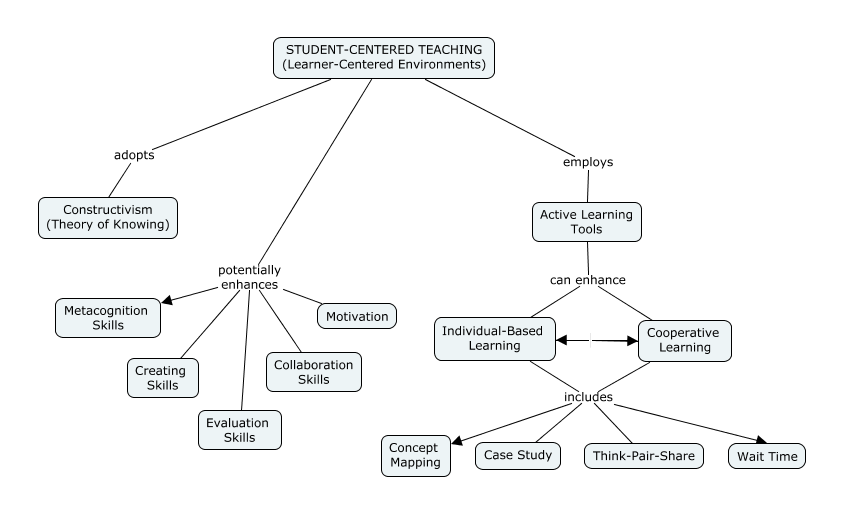 STUDENT-CENTERED TEACHING
(Learner-Centered Environments)
adopts
employs
Constructivism
(Theory of Knowing)
Active Learning
Tools
potentially
enhances
can enhance
Metacognition
Skills
Motivation
Individual-Based
Learning
Cooperative
Learning
Creating
Skills
Collaboration
Skills
includes
Evaluation
Skills
Concept
Mapping
Case Study
Think-Pair-Share
Wait Time